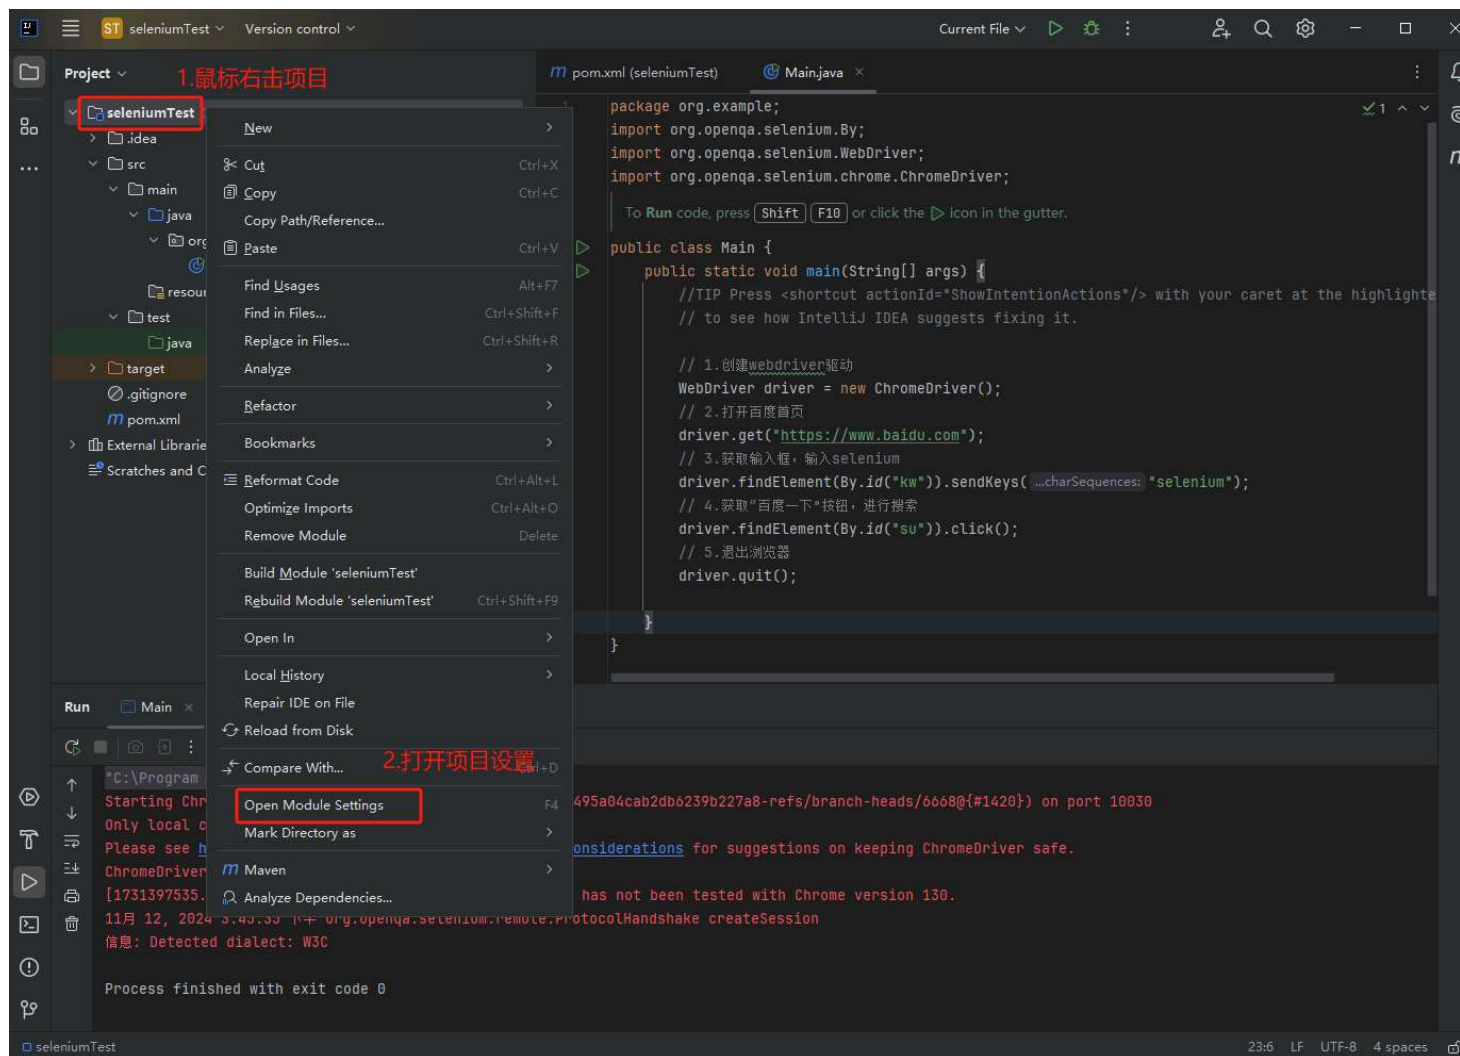 ST seleniumTest Version control Current File
Project
1.鼠标右击项目
pom.xml (seleniumTest) Main.java
seleniumTest
.idea
src
main
java
org
resour
test
java
target
.gitignore
pom.xml
External Librarie
Scratches and C
New
Cut Ctrl+X
Copy Ctrl+C
Copy Path/Reference...
Paste Ctrl+V
Find Usages Alt+F7
Find in Files... Ctrl+Shift+F
Replace in Files... Ctrl+Shift+R
Analyze
Refactor
Bookmarks
Reformat Code Ctrl+Alt+L
Optimize Imports Ctrl+Alt+O
Remove Module Delete
Build Module 'seleniumTest'
Rebuild Module 'seleniumTest' Ctrl+Shift+F9
Open In
Local History
Repair IDE on File
Reload from Disk
2.打开项目设置
Compare With... Ctrl+D
Open Module Settings F4
Mark Directory as
Maven
Analyze Dependencies...
1
package org.example;
import org.openqa.selenium.By;
import org.openqa.selenium.WebDriver;
import org.openqa.selenium.chrome.ChromeDriver;
To Run code, press Shift F10 or click the icon in the gutter.
public class Main {
public static void main(String[] args) {
//TIP Press <shortcut actionId="ShowIntentionActions"/> with your caret at the highlighte
// to see how IntelliJ IDEA suggests fixing it.
// 1.创建webdriver驱动
WebDriver driver = new ChromeDriver();
// 2.打开百度首页
driver.get("https://www.baidu.com");
// 3.获取输入框，输入selenium
driver.findElement(By.id("kw")).sendKeys( ...charSequences: "selenium");
// 4.获取"百度一下"按钮，进行搜索
driver.findElement(By.id("su")).click();
// 5.退出浏览器
driver.quit();
}
}
1
Run Main
"C:\Program
Starting Chr 495a04cab2db6239b227a8-refs/branch-heads/6668@{#1420}) on port 10030
Only local c
Please see h onsiderations for suggestions on keeping ChromeDriver safe.
ChromeDriver
[1731397535. has not been tested with Chrome version 130.
11月 12, 2024 3:45:35 下午 org.openqa.selenium.remote.ProtocolHandshake createSession
信息: Detected dialect: W3C
Process finished with exit code 0
seleniumTest 23:6 LF UTF-8 4 spaces